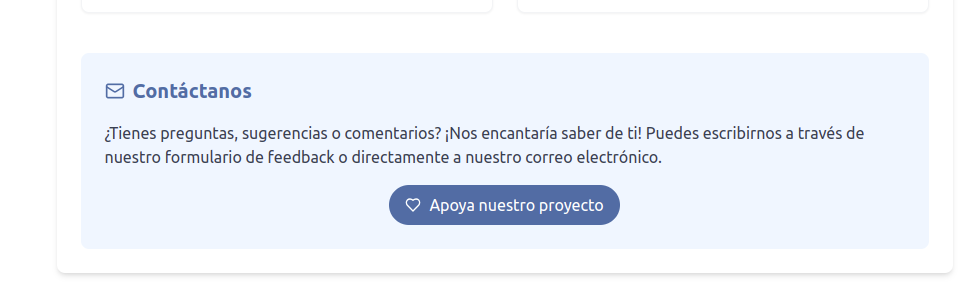 Contáctanos
¿Tienes preguntas, sugerencias o comentarios? ¡Nos encantaría saber de ti! Puedes escribirnos a través de
nuestro formulario de feedback o directamente a nuestro correo electrónico.
Apoya nuestro proyecto